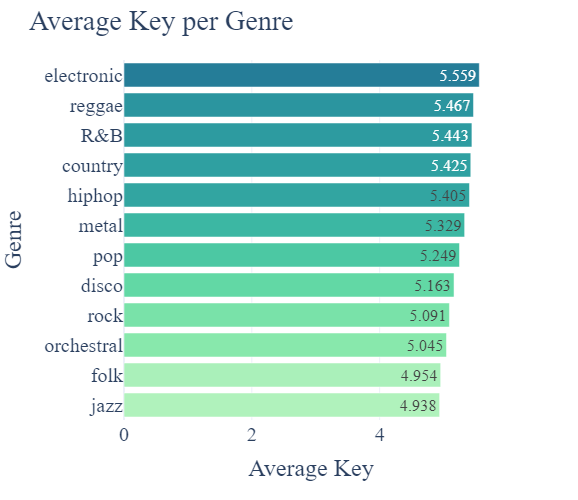 Average Key per Genre
electronic 5.559
reggae 5.467
R&B 5.443
country 5.425
hiphop 5.405
metal 5.329
pop 5.249
disco 5.163
rock 5.091
orchestral 5.045
folk 4.954
jazz 4.938
0 2 4
Average Key
Genre